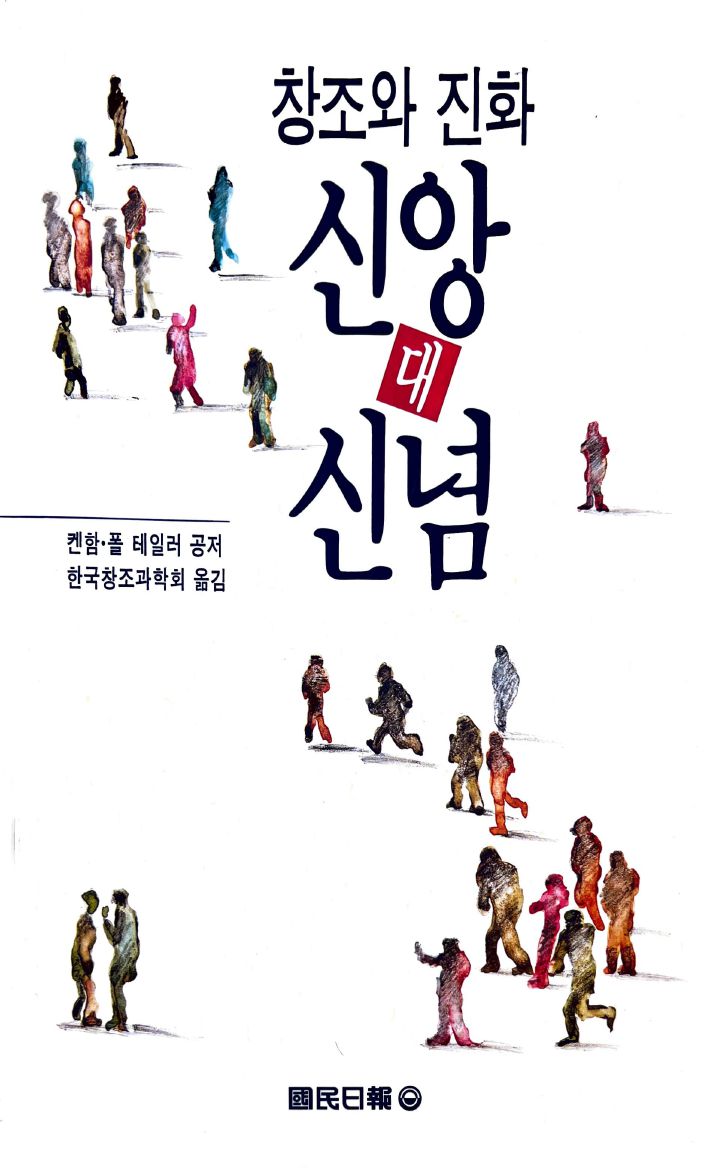 창조와 진화
신앙
대
신념
켄함·폴 테일러 공저
한국창조과학회 옮김
國民日報